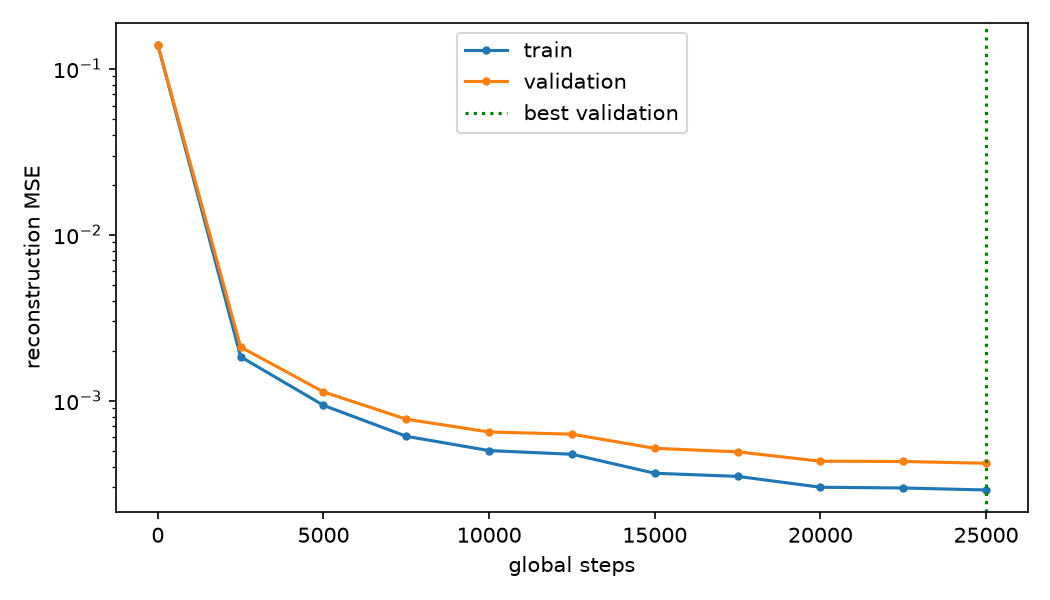 train
validation
best validation
10⁻¹
10⁻²
10⁻³
reconstruction MSE
0
5000
10000
15000
20000
25000
global steps